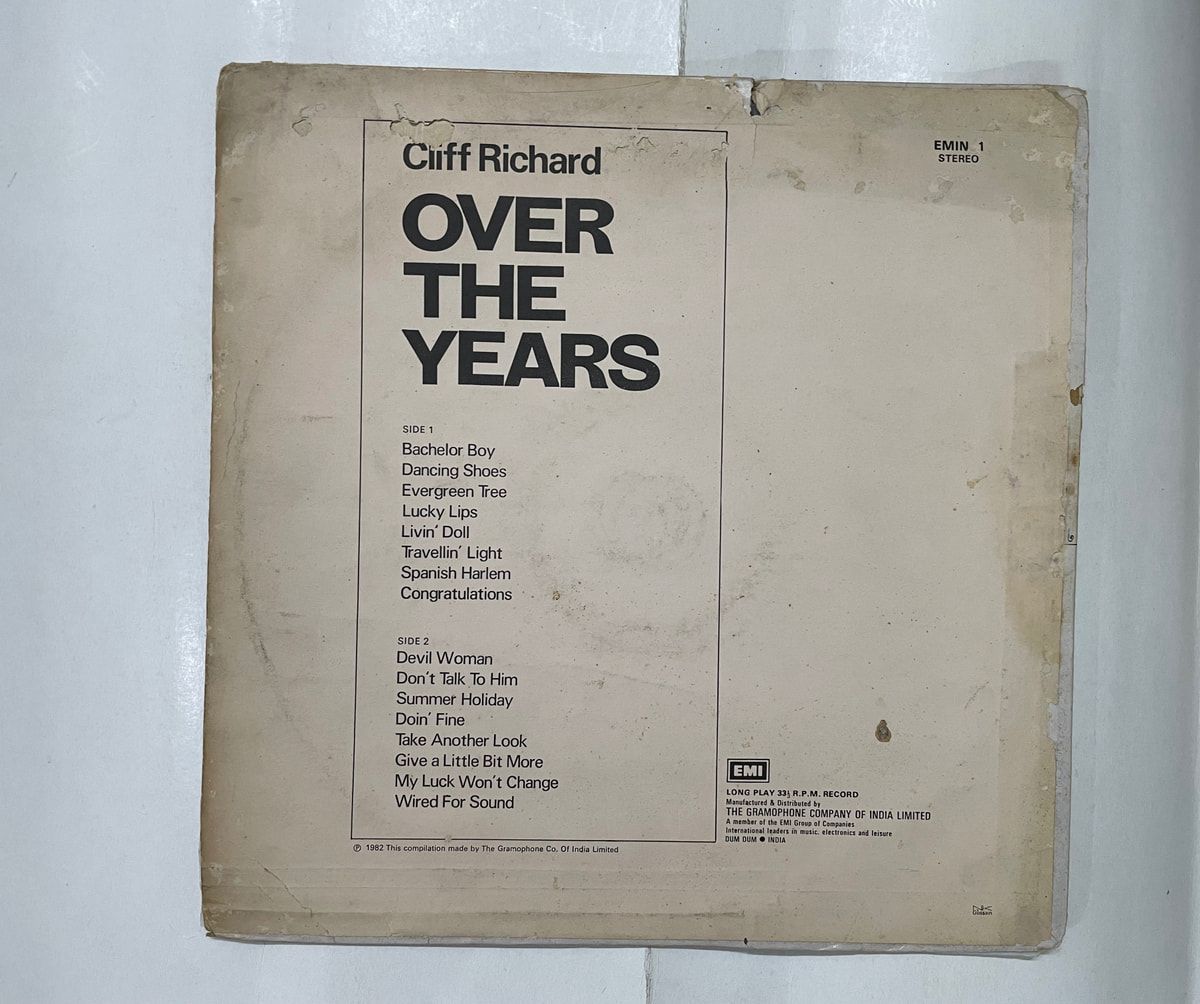 Cliff Richard
OVER
THE
YEARS
EMIN 1
STEREO
SIDE 1
Bachelor Boy
Dancing Shoes
Evergreen Tree
Lucky Lips
Livin' Doll
Travellin' Light
Spanish Harlem
Congratulations
SIDE 2
Devil Woman
Don't Talk To Him
Summer Holiday
Doin' Fine
Take Another Look
Give a Little Bit More
My Luck Won't Change
Wired For Sound
℗ 1982 This compilation made by The Gramophone Co. Of India Limited
EMI
LONG PLAY 33⅓ R.P.M. RECORD
Manufactured & Distributed by
THE GRAMOPHONE COMPANY OF INDIA LIMITED
A member of the EMI Group of Companies
International leaders in music, electronics and leisure
DUM DUM ● INDIA